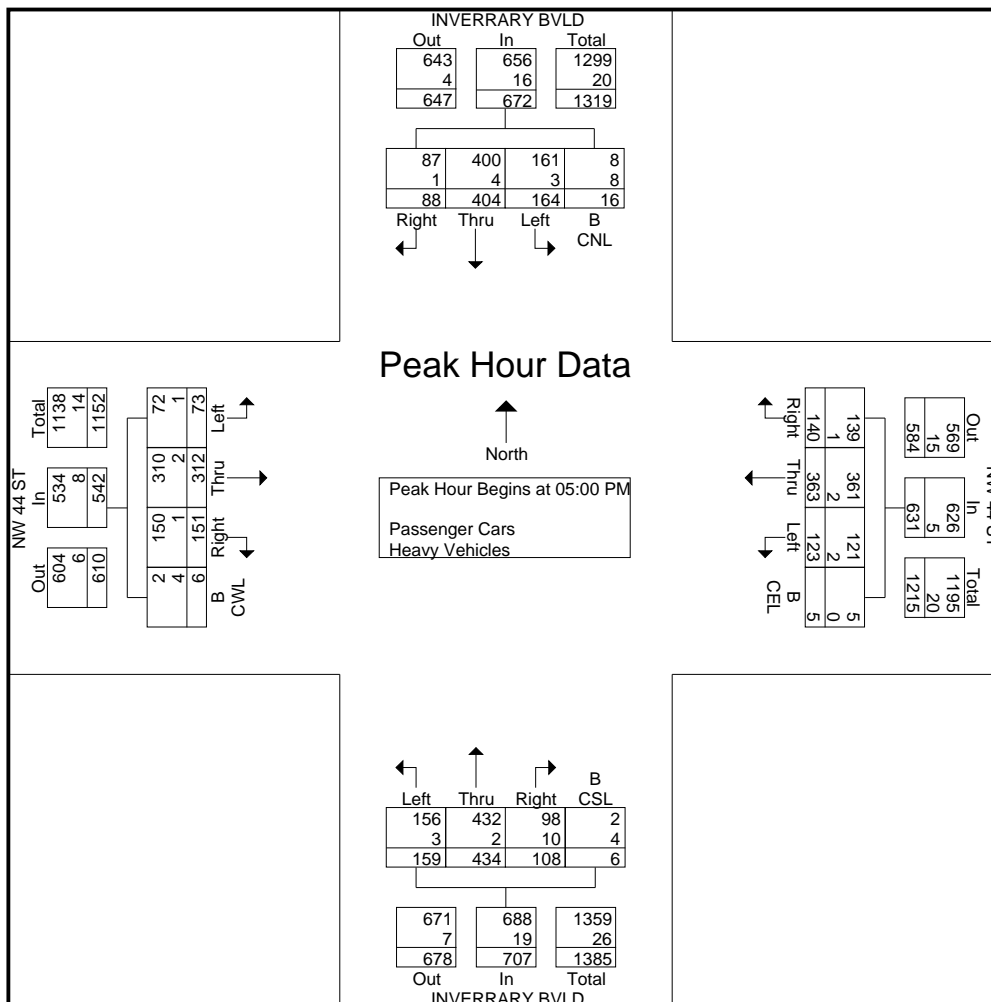 INVERRARY BVLD
Out In Total
643 656 1299
4 16 20
647 672 1319
87 400 161 8
1 4 3 8
88 404 164 16
Right Thru Left B
CNL
Peak Hour Data
North
Peak Hour Begins at 05:00 PM
Passenger Cars
Heavy Vehicles
NW 44 ST
Out In Total
604 534 1138
6 8 14
610 542 1152
2 150 310 72
4 1 2 1
6 151 312 73
B Right Thru Left
CWL
NW 44 ST
Out In Total
569 626 1195
15 5 20
584 631 1215
139 361 121 5
1 2 2 0
140 363 123 5
Right Thru Left B
CEL
B
Left Thru Right CSL
156 432 98 2
3 2 10 4
159 434 108 6
671 688 1359
7 19 26
678 707 1385
Out In Total
INVERRARY BVLD